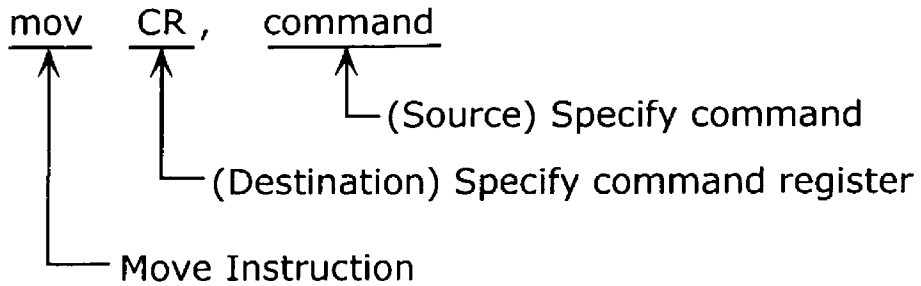 mov CR, command
(Source) Specify command
(Destination) Specify command register
Move Instruction